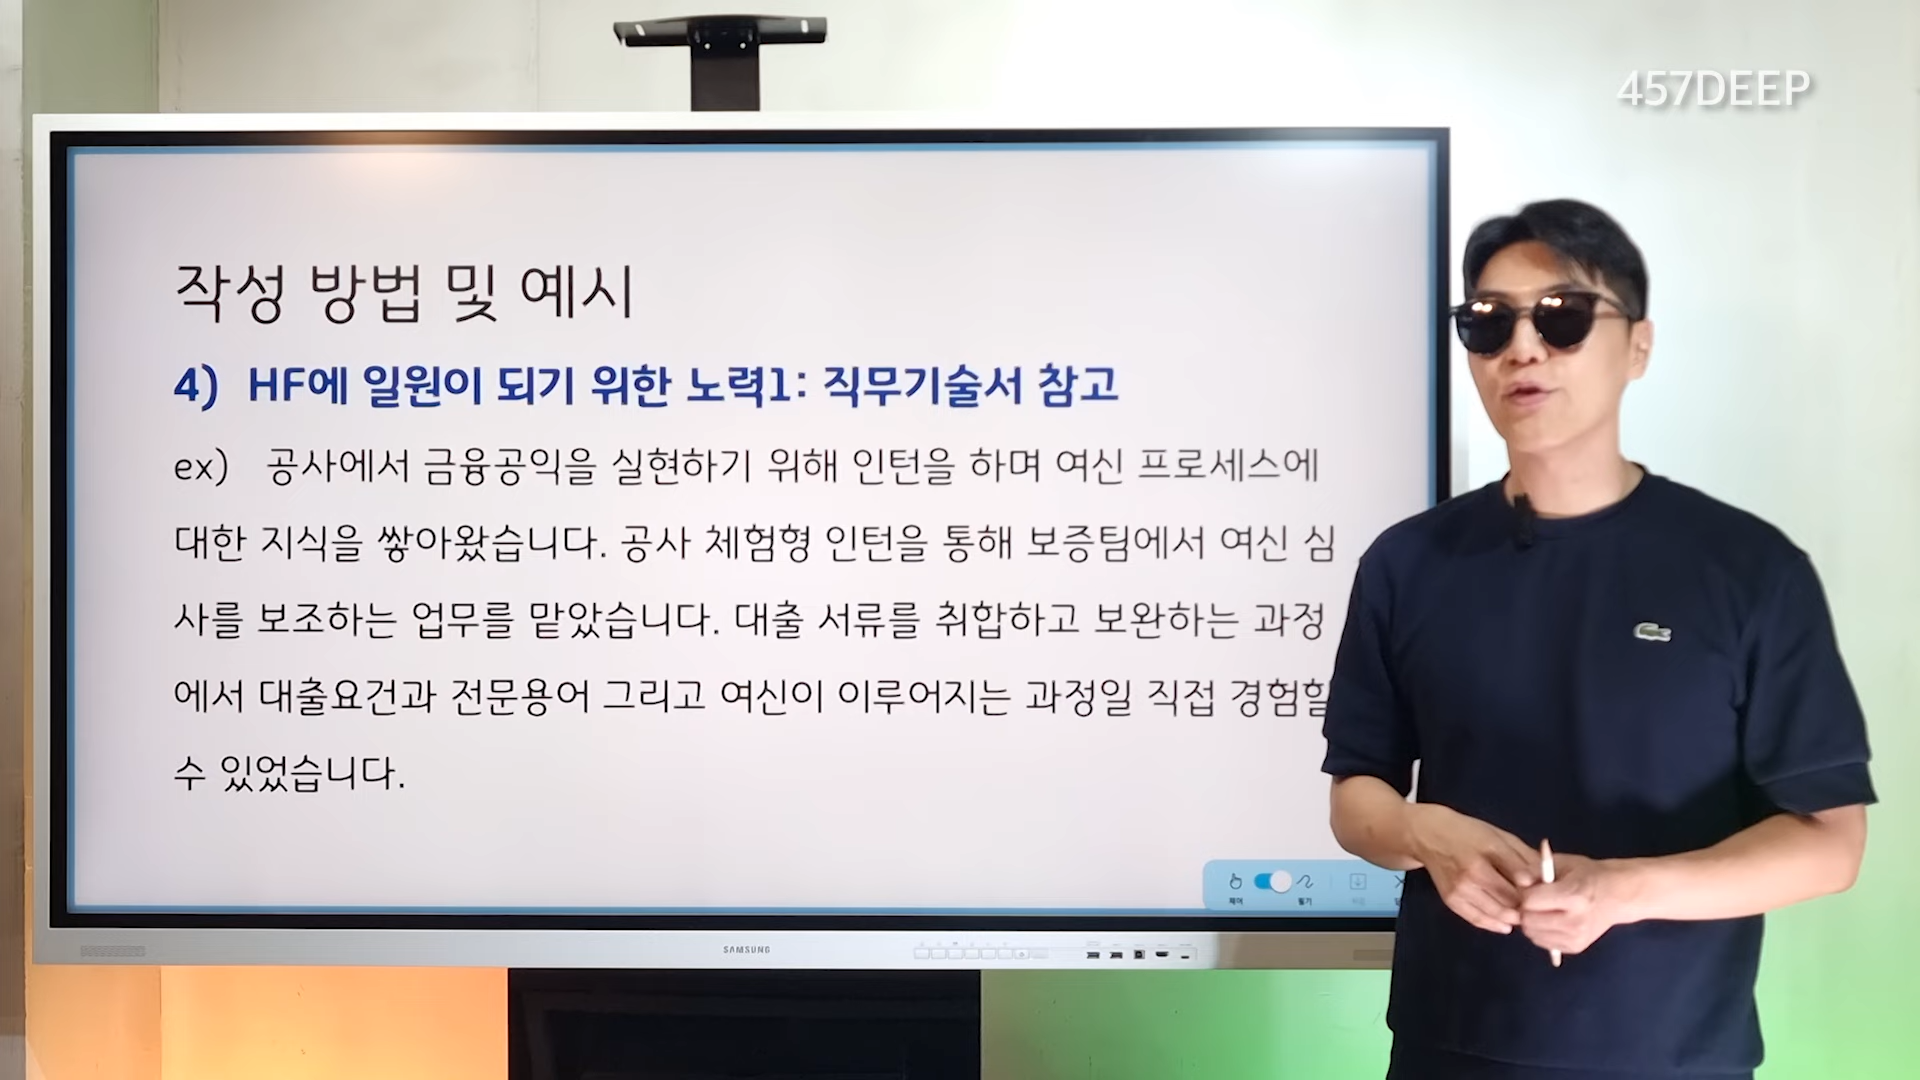 457DEEP
작성 방법 및 예시
4) HF에 일원이 되기 위한 노력1: 직무기술서 참고
ex) 공사에서 금융공익을 실현하기 위해 인턴을 하며 여신 프로세스에
대한 지식을 쌓아왔습니다. 공사 체험형 인턴을 통해 보증팀에서 여신 심
사를 보조하는 업무를 맡았습니다. 대출 서류를 취합하고 보완하는 과정
에서 대출요건과 전문용어 그리고 여신이 이루어지는 과정일 직접 경험할
수 있었습니다.
제어 필기
SAMSUNG